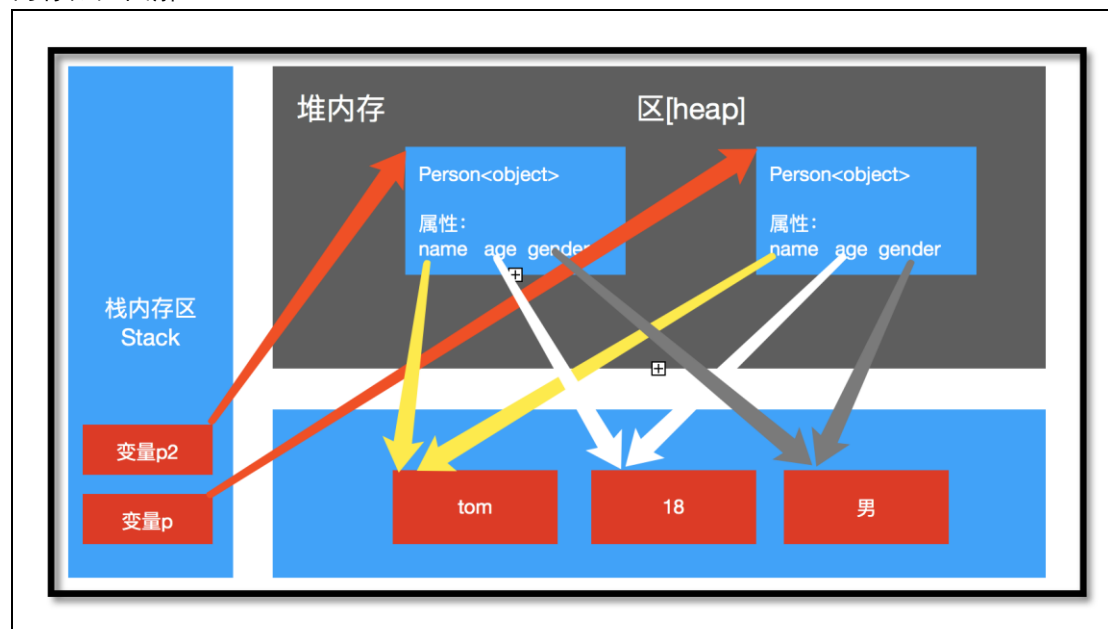 堆内存 区[heap]
Person<object>
属性：
name age gender
Person<object>
属性：
name age gender
栈内存区
Stack
变量p2
变量p
tom
18
男